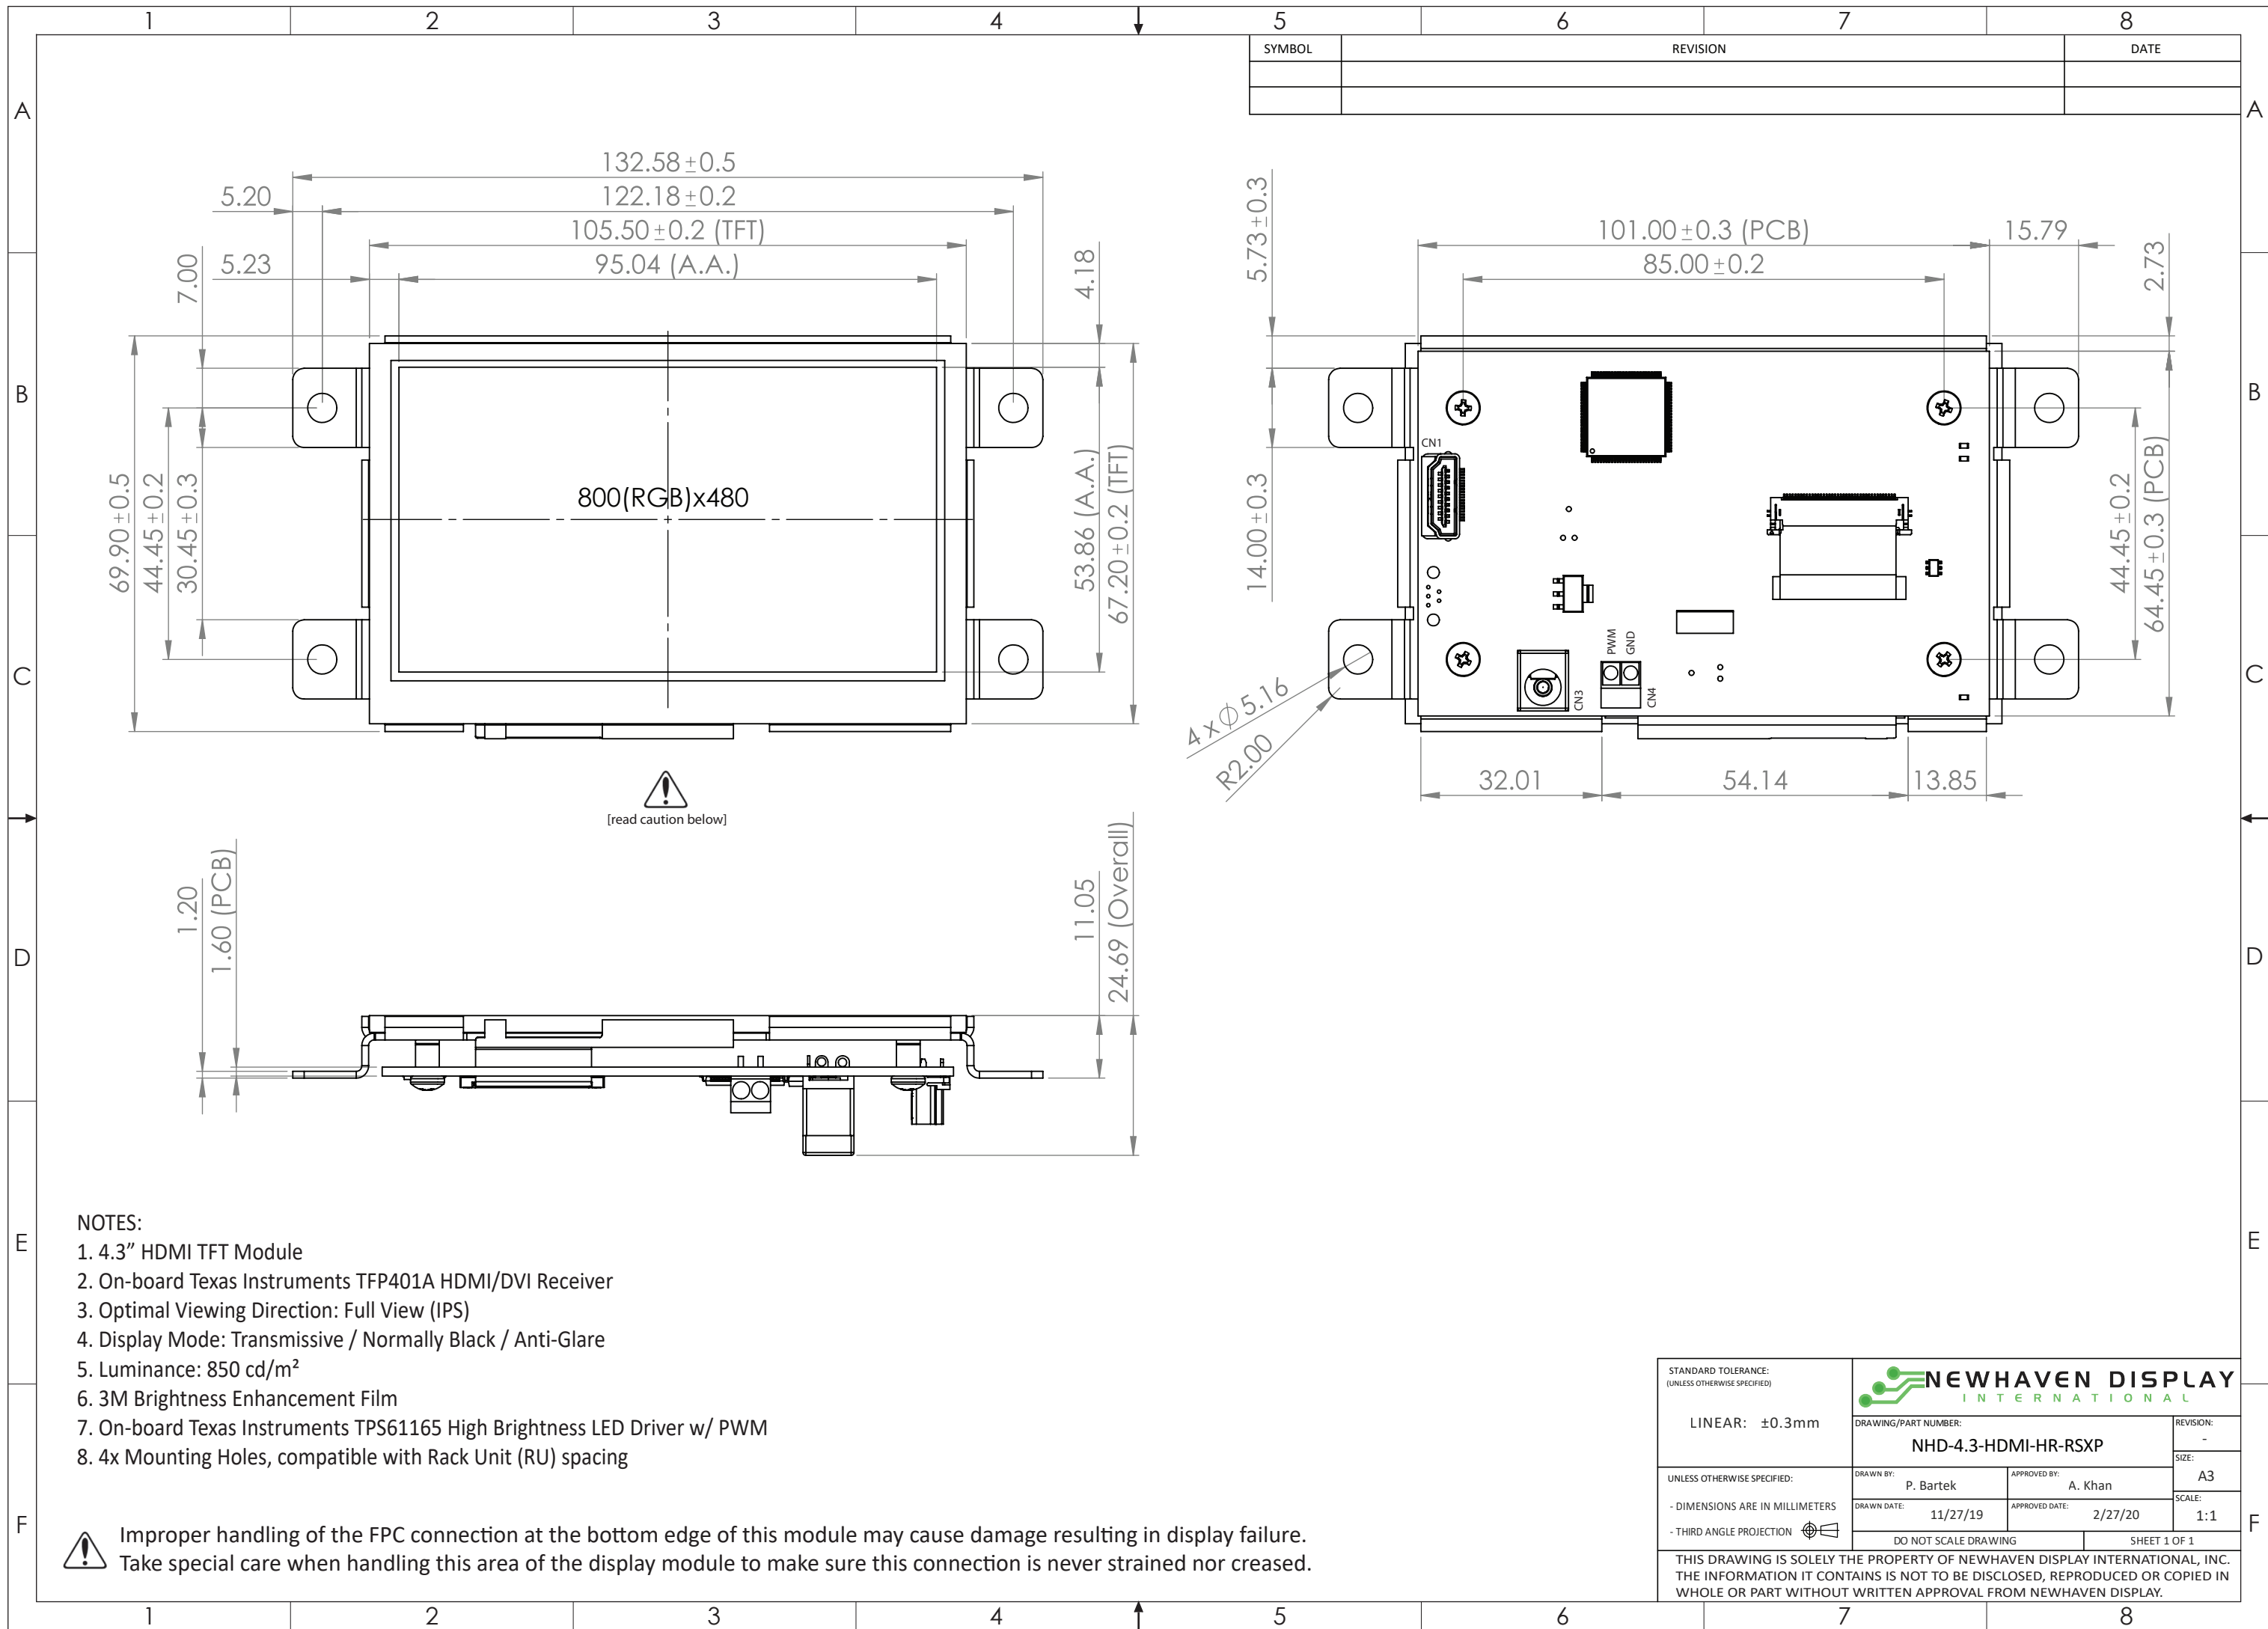 1 2 3 4 5 6 7 8
SYMBOL REVISION DATE
A A
B B
C C
D D
E E
F F
132.58±0.5
5.20 122.18±0.2
105.50±0.2 (TFT)
7.00 5.23 95.04 (A.A.) 4.18
69.90±0.5
44.45±0.2
30.45±0.3
800(RGB)x480
53.86 (A.A.)
67.20±0.2 (TFT)
[read caution below]
5.73±0.3
101.00±0.3 (PCB) 15.79
85.00±0.2
2.73
CN1
14.00±0.3
44.45±0.2
64.45±0.3 (PCB)
PWM
GND
CN3
CN4
4 x Ø 5.16
R2.00
32.01 54.14 13.85
1.20
1.60 (PCB)
11.05
24.69 (Overall)
NOTES:
1. 4.3” HDMI TFT Module
2. On-board Texas Instruments TFP401A HDMI/DVI Receiver
3. Optimal Viewing Direction: Full View (IPS)
4. Display Mode: Transmissive / Normally Black / Anti-Glare
5. Luminance: 850 cd/m²
6. 3M Brightness Enhancement Film
7. On-board Texas Instruments TPS61165 High Brightness LED Driver w/ PWM
8. 4x Mounting Holes, compatible with Rack Unit (RU) spacing
Improper handling of the FPC connection at the bottom edge of this module may cause damage resulting in display failure.
Take special care when handling this area of the display module to make sure this connection is never strained nor creased.
STANDARD TOLERANCE:
(UNLESS OTHERWISE SPECIFIED)
LINEAR: ±0.3mm
NEWHAVEN DISPLAY
INTERNATIONAL
DRAWING/PART NUMBER:
NHD-4.3-HDMI-HR-RSXP
REVISION:
-
SIZE:
A3
UNLESS OTHERWISE SPECIFIED:
- DIMENSIONS ARE IN MILLIMETERS
- THIRD ANGLE PROJECTION
DRAWN BY:
P. Bartek
APPROVED BY:
A. Khan
DRAWN DATE:
11/27/19
APPROVED DATE:
2/27/20
SCALE:
1:1
DO NOT SCALE DRAWING SHEET 1 OF 1
THIS DRAWING IS SOLELY THE PROPERTY OF NEWHAVEN DISPLAY INTERNATIONAL, INC.
THE INFORMATION IT CONTAINS IS NOT TO BE DISCLOSED, REPRODUCED OR COPIED IN
WHOLE OR PART WITHOUT WRITTEN APPROVAL FROM NEWHAVEN DISPLAY.
1 2 3 4 5 6 7 8